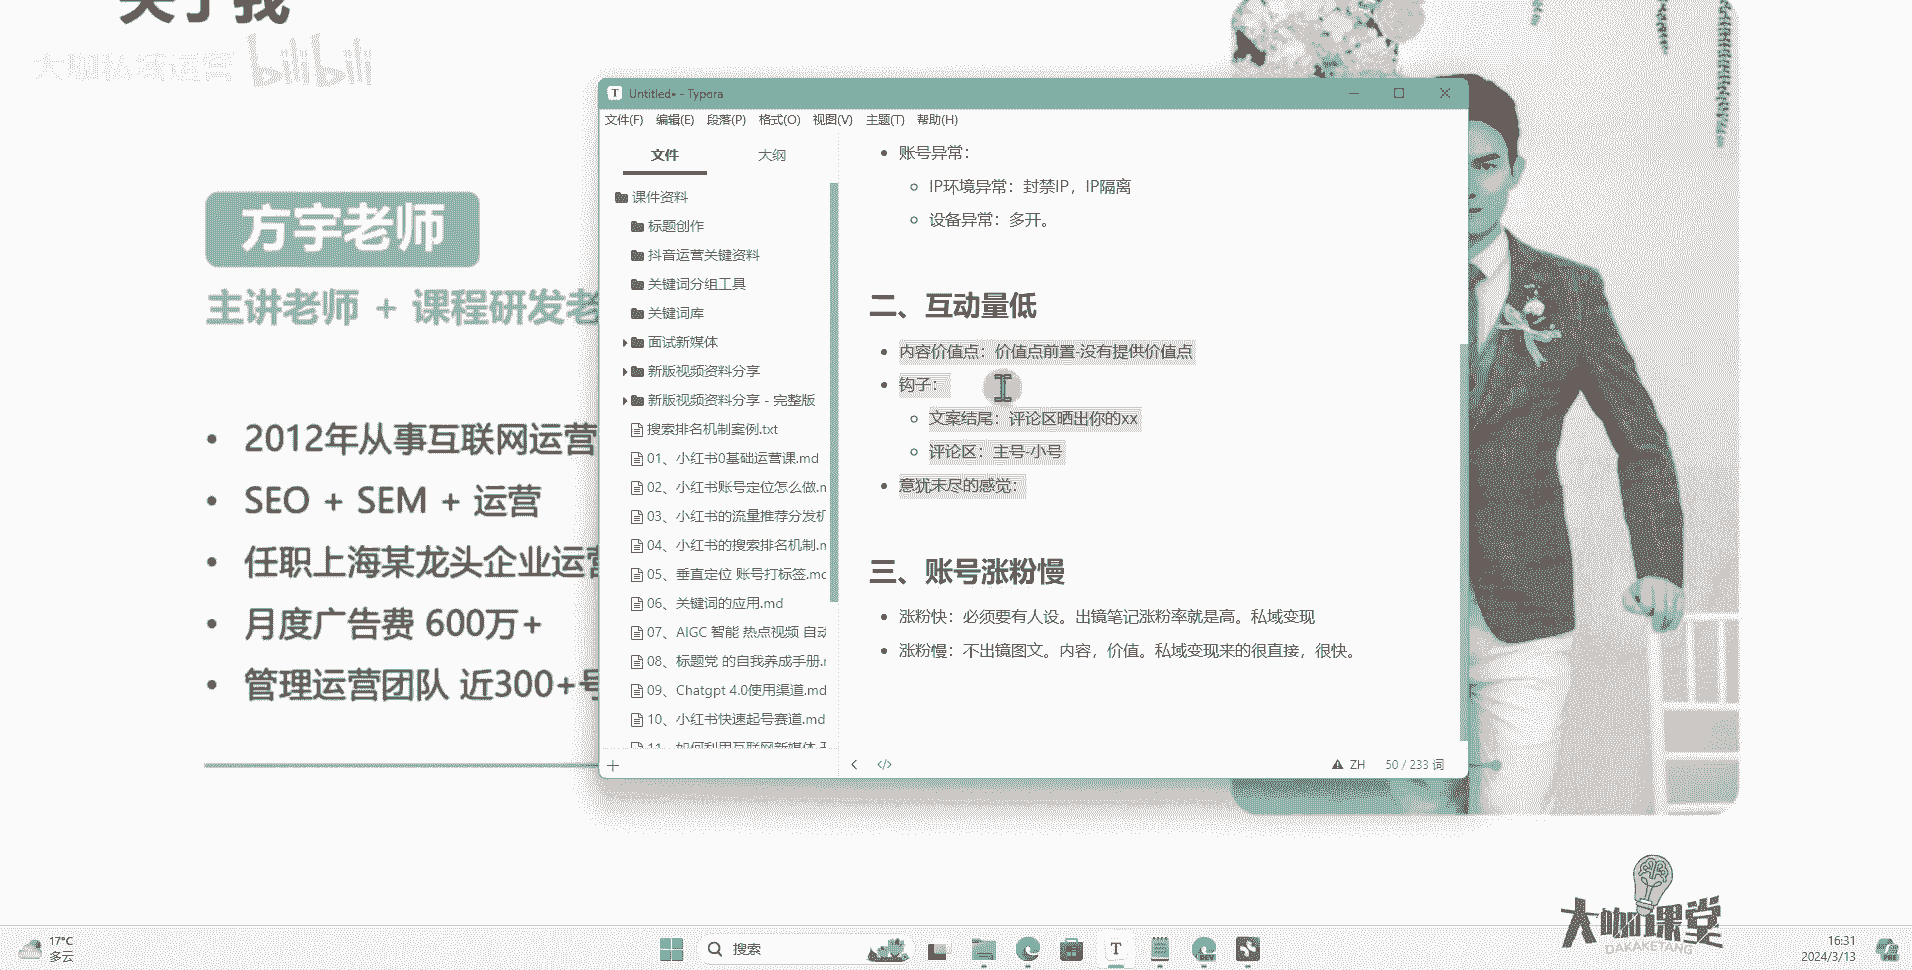 关于我
大咖私域运营 bilibili
方宇老师
主讲老师 + 课程研发老
2012年从事互联网运营
SEO + SEM + 运营
任职上海某龙头企业运营
月度广告费 600万+
管理运营团队 近300+号
Untitled• - Typora
文件(F) 编辑(E) 段落(P) 格式(O) 视图(V) 主题(T) 帮助(H)
文件 大纲
课件资料
标题创作
抖音运营关键资料
关键词分组工具
关键词库
面试新媒体
新版视频资料分享
新版视频资料分享 - 完整版
搜索排名机制案例.txt
01、小红书0基础运营课.md
02、小红书账号定位怎么做.m
03、小红书的流量推荐分发机
04、小红书的搜索排名机制.m
05、垂直定位 账号打标签.md
06、关键词的应用.md
07、AIGC 智能 热点视频 自动
08、标题党 的自我养成手册.m
09、Chatgpt 4.0使用渠道.md
10、小红书快速起号赛道.md
11、如何利用互联网新媒体
账号异常：
IP环境异常：封禁IP，IP隔离
设备异常：多开。
二、互动量低
内容价值点：价值点前置-没有提供价值点
钩子：
文案结尾：评论区晒出你的xx
评论区：主号-小号
意犹未尽的感觉：
三、账号涨粉慢
涨粉快：必须要有人设。出镜笔记涨粉率就是高。私域变现
涨粉慢：不出镜图文。内容，价值。私域变现来的很直接，很快。
ZH 50 / 233 词
大咖课堂
DAKAKETANG
17°C
多云
搜索
16:31
2024/3/13